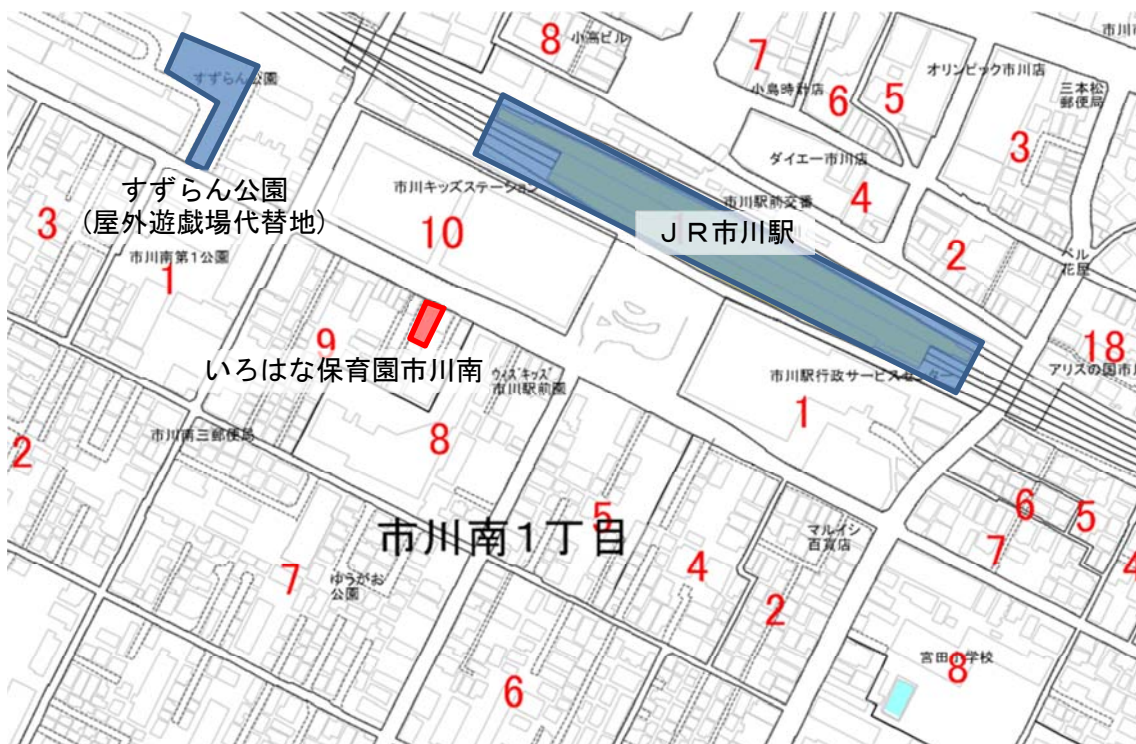 8
小高ビル
市川市
7
小島時計店
6
5
オリンピック市川店
三本松
郵便局
3
すずらん公園
ダイエー市川店
4
市川駅前交番
2
ベル
花屋
すずらん公園
(屋外遊戯場代替地)
3
市川南第1公園
1
市川キッズステーション
10
JR市川駅
18
アリスの国市川
9
いろはな保育園市川南
ウィズキッズ
市川駅前園
市川駅行政サービスセンター
1
2
市川南三郵便局
8
5
市川南1丁目
マルイシ
百貨店
6
5
7
4
7
ゆうがお
公園
4
2
6
宮田小学校
8